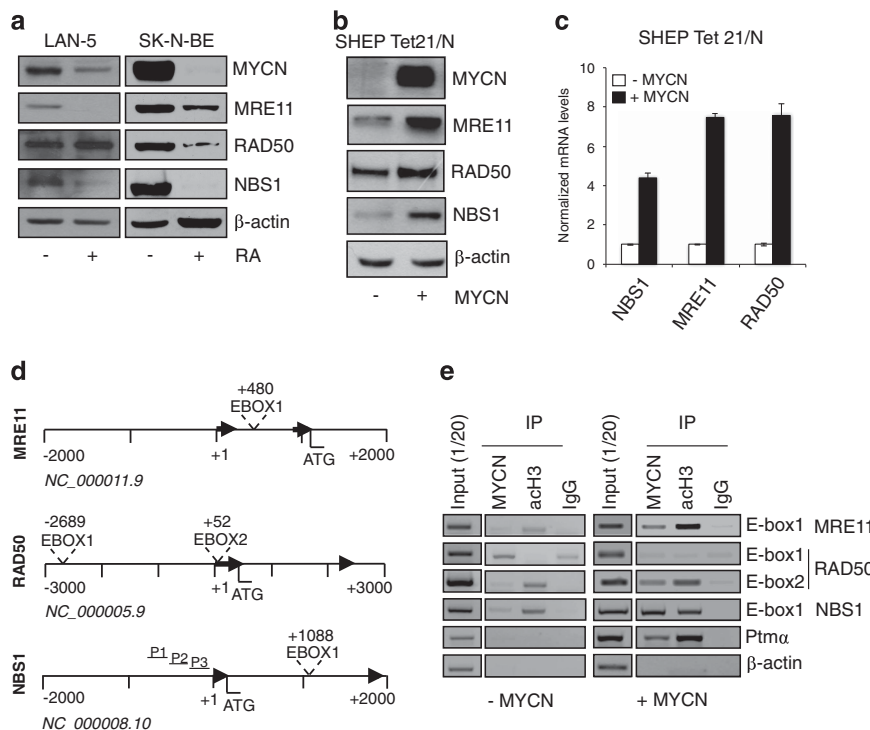 a
LAN-5 SK-N-BE
MYCN
MRE11
RAD50
NBS1
β-actin
- + - + RA
b
SHEP Tet21/N
MYCN
MRE11
RAD50
NBS1
β-actin
- + MYCN
c
SHEP Tet 21/N
- MYCN
+ MYCN
Normalized mRNA levels
10
8
6
4
2
0
NBS1 MRE11 RAD50
d
MRE11
+480
EBOX1
-2000 +1 ATG +2000
NC_000011.9
RAD50
-2689 +52
EBOX1 EBOX2
-3000 +1 ATG +3000
NC_000005.9
NBS1
P1 P2 P3
+1088
EBOX1
-2000 +1 ATG +2000
NC_000008.10
e
IP IP
Input (1/20) MYCN acH3 IgG Input (1/20) MYCN acH3 IgG
E-box1 MRE11
E-box1
RAD50
E-box2
E-box1 NBS1
Ptmα
β-actin
- MYCN + MYCN